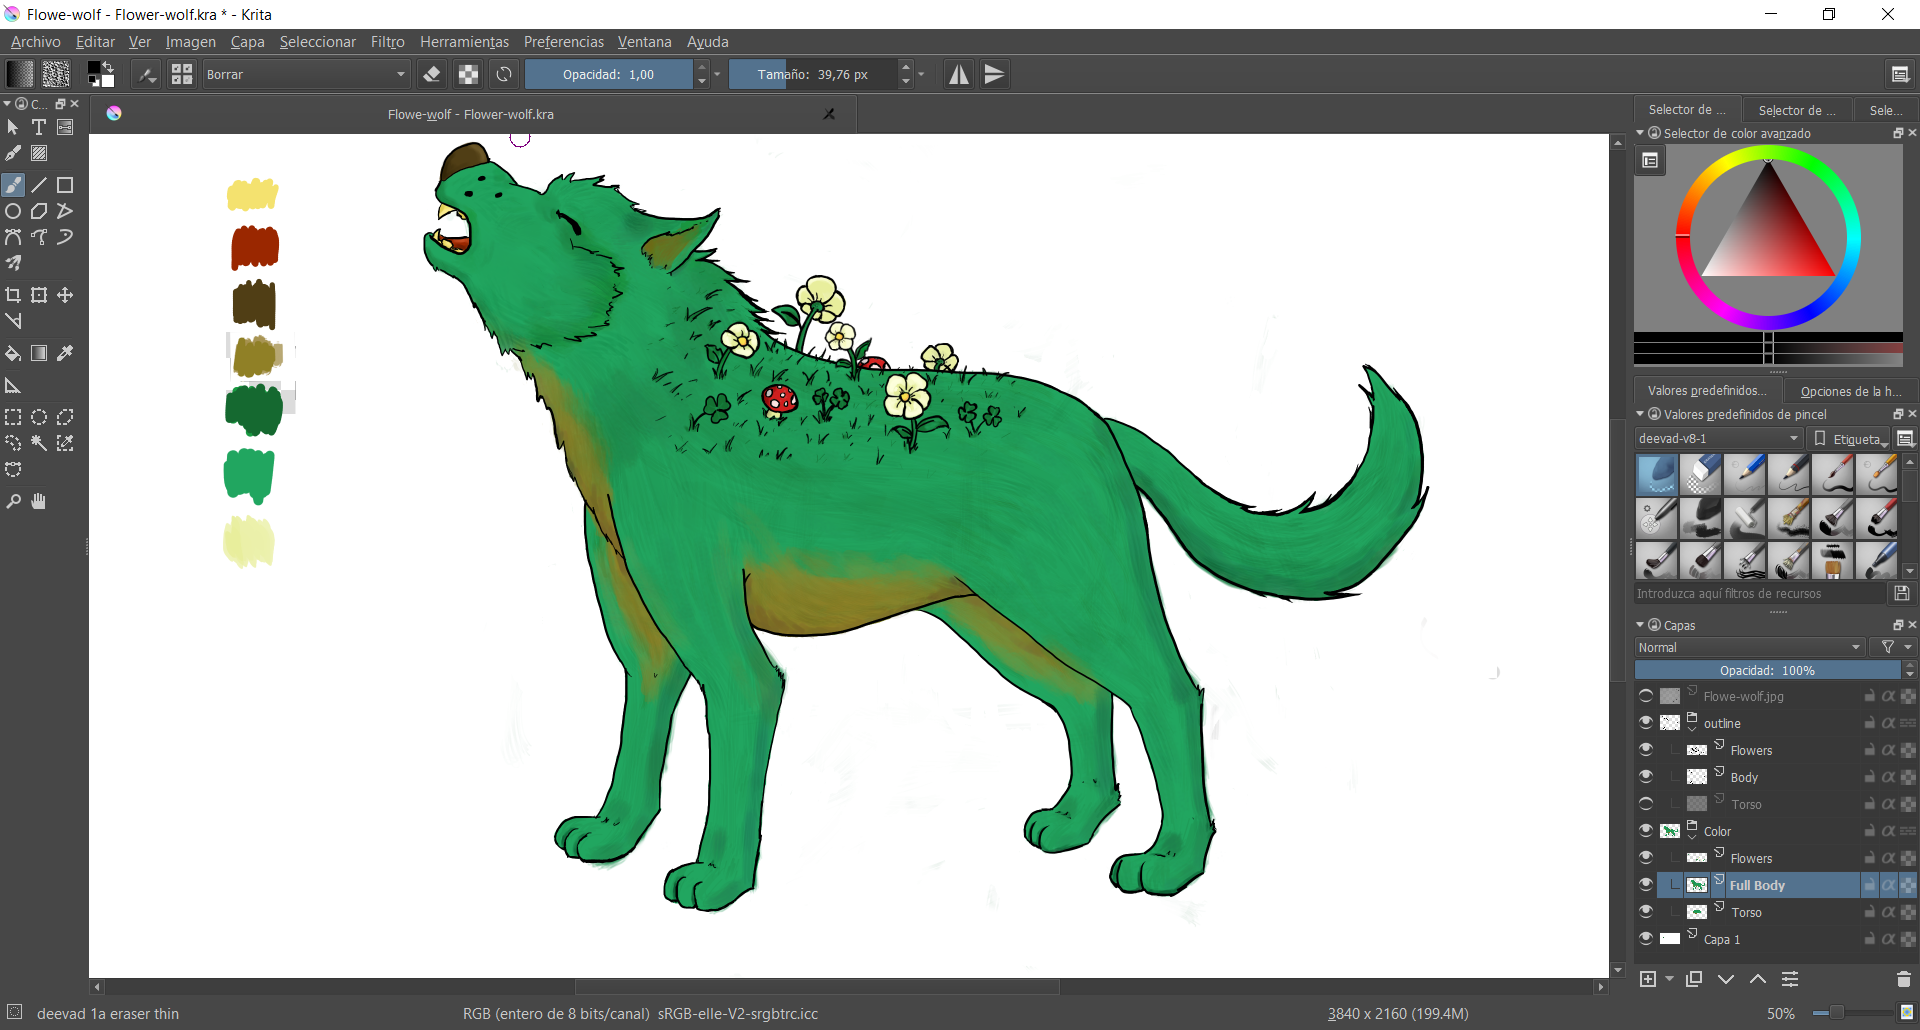 Flowe-wolf - Flower-wolf.kra * - Krita
Archivo Editar Ver Imagen Capa Seleccionar Filtro Herramientas Preferencias Ventana Ayuda
Borrar
Opacidad: 1,00
Tamaño: 39,76 px
C...
Flowe-wolf - Flower-wolf.kra
Selector de ...
Selector de ...
Sele...
Selector de color avanzado
Valores predefinidos...
Opciones de la h...
Valores predefinidos de pincel
deevad-v8-1
Etiqueta
Introduzca aquí filtros de recursos
Capas
Normal
Opacidad: 100%
Flowe-wolf.jpg
outline
Flowers
Body
Torso
Color
Flowers
Full Body
Torso
Capa 1
deevad 1a eraser thin
RGB (entero de 8 bits/canal) sRGB-elle-V2-srgbtrc.icc
3840 x 2160 (199.4M)
50%